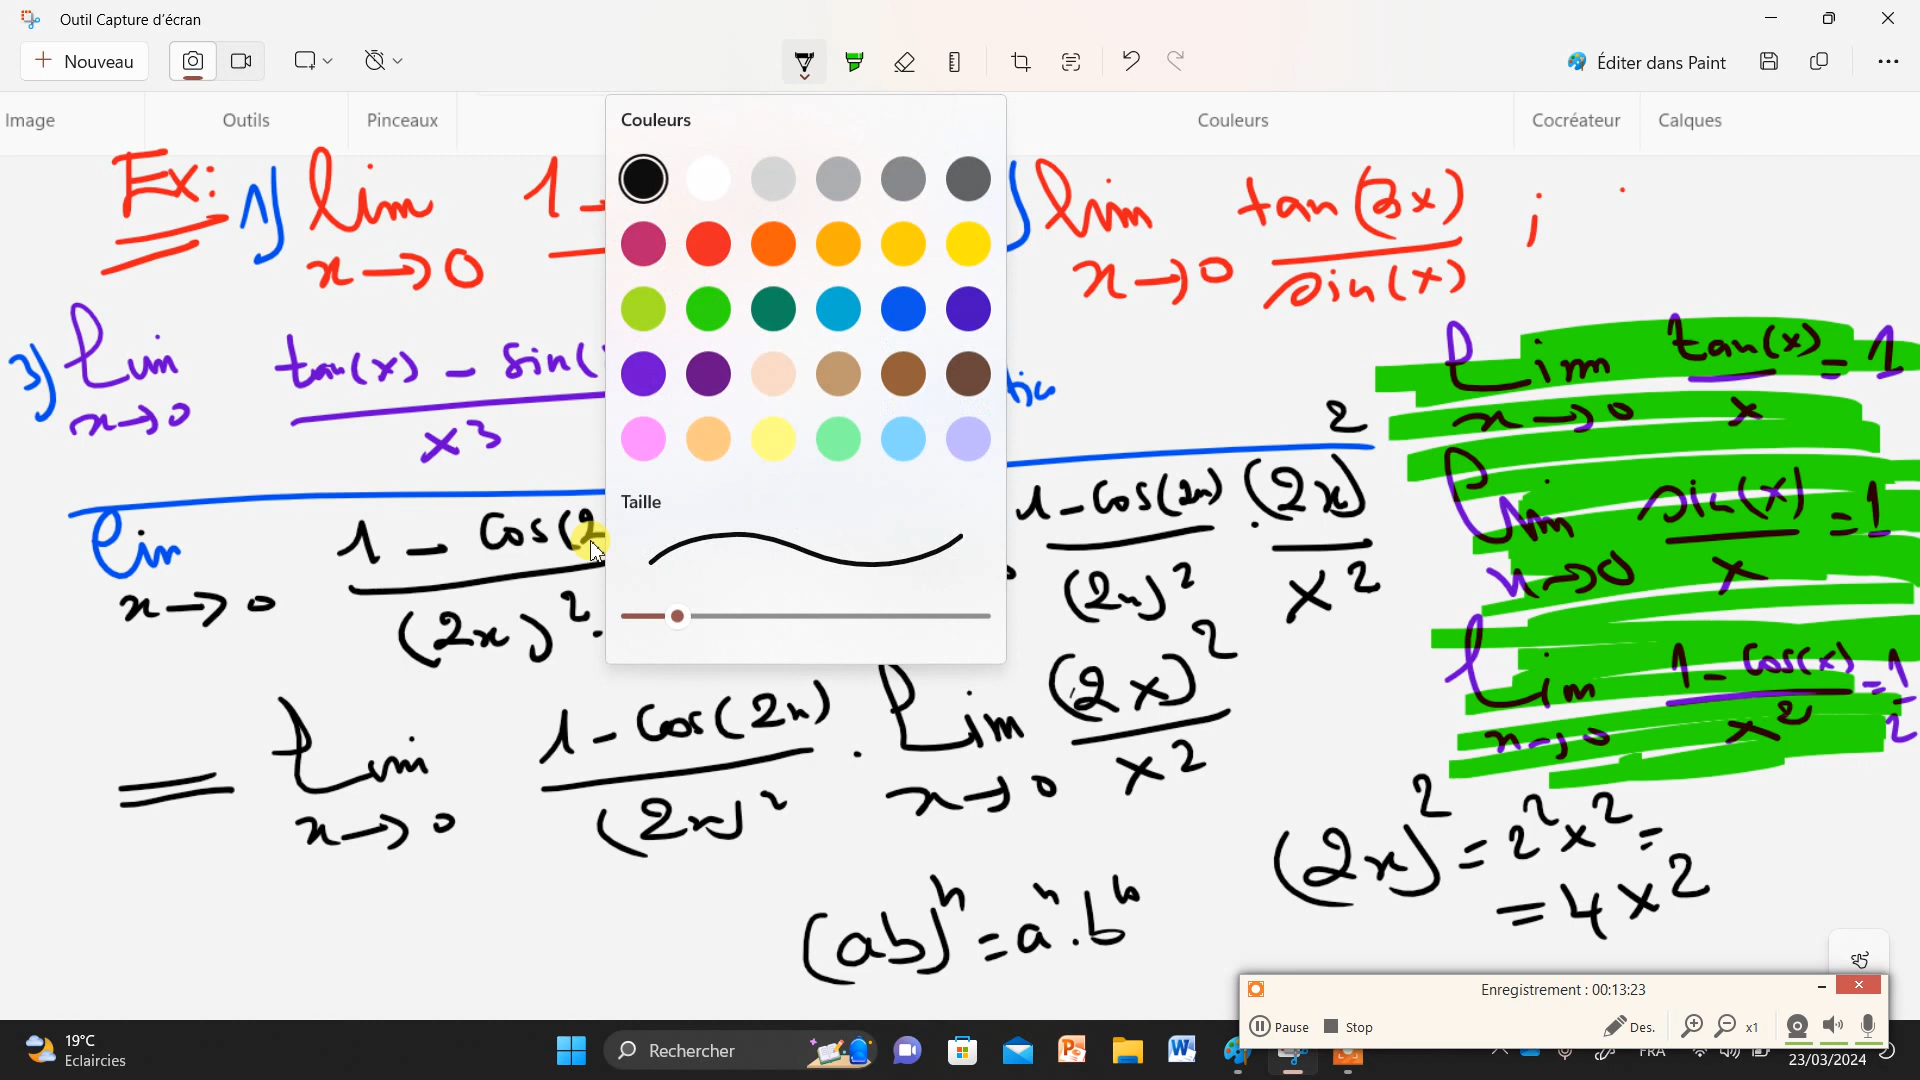 Outil Capture d'écran
Nouveau
Éditer dans Paint
Image Outils Pinceaux Couleurs Cocréateur Calques
Couleurs
Taille
Ex: 1) lim 1-
x→0
) lim tan(3x) ;
x→0 sin(x)
3) lim tan(x) - sin(
x→0 x3
Lim tan(x) = 1
x→0 x
Lim sin(x) = 1
x→0 x
Lim 1-cos(x) = 1
x→0 x2 2
lim 1 - cos(2
x→0 (2x)2.
2
1-cos(2x) . (2x)
(2x)2 x2
= Lim 1-cos(2x) . Lim (2x)2
x→0 (2x)2 x→0 x2
(2x)2 = 22x2 =
= 4x2
(ab)n = an.bn
Enregistrement : 00:13:23
Pause Stop Des. x1
19°C
Eclaircies
Rechercher
FRA
23/03/2024